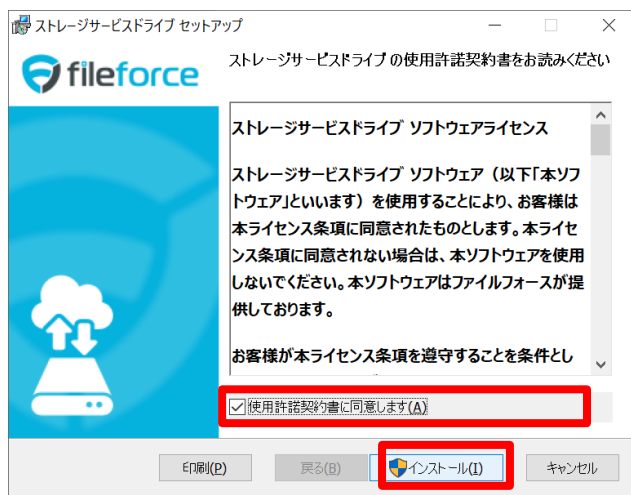 ストレージサービスドライブ セットアップ
fileforce
ストレージサービスドライブ の使用許諾契約書をお読みください
ストレージサービスドライブ ソフトウェアライセンス
ストレージサービスドライブ ソフトウェア（以下「本ソフ
トウェア」といいます）を使用することにより、お客様は
本ライセンス条項に同意されたものとします。本ライセ
ンス条項に同意されない場合は、本ソフトウェアを使用
しないでください。本ソフトウェアはファイルフォースが提
供しております。
お客様が本ライセンス条項を遵守することを条件とし
使用許諾契約書に同意します(A)
印刷(P)
戻る(B)
インストール(I)
キャンセル